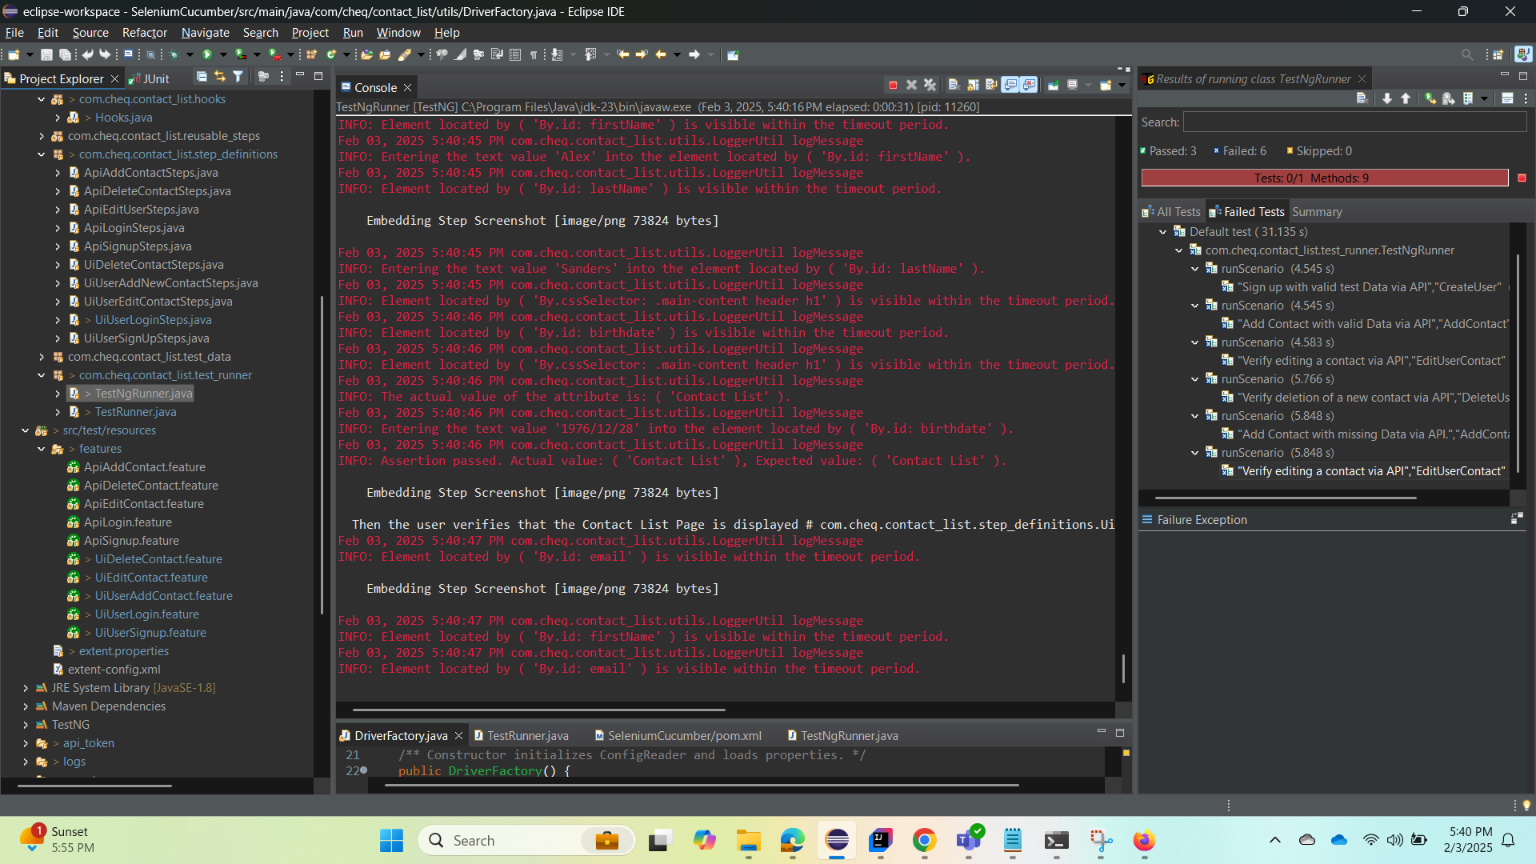 eclipse-workspace - SeleniumCucumber/src/main/java/com/cheq/contact_list/utils/DriverFactory.java - Eclipse IDE
File Edit Source Refactor Navigate Search Project Run Window Help
Project Explorer
JUnit
com.cheq.contact_list.hooks
> Hooks.java
com.cheq.contact_list.reusable_steps
> com.cheq.contact_list.step_definitions
ApiAddContactSteps.java
ApiDeleteContactSteps.java
ApiEditUserSteps.java
ApiLoginSteps.java
ApiSignupSteps.java
UiDeleteContactSteps.java
UiUserAddNewContactSteps.java
UiUserEditContactSteps.java
> UiUserLoginSteps.java
UiUserSignUpSteps.java
com.cheq.contact_list.test_data
> com.cheq.contact_list.test_runner
> TestNgRunner.java
> TestRunner.java
> src/test/resources
> features
ApiAddContact.feature
ApiDeleteContact.feature
ApiEditContact.feature
ApiLogin.feature
ApiSignup.feature
> UiDeleteContact.feature
> UiEditContact.feature
> UiUserAddContact.feature
> UiUserLogin.feature
> UiUserSignup.feature
> extent.properties
extent-config.xml
JRE System Library [JavaSE-1.8]
Maven Dependencies
TestNG
> api_token
> logs
Console
TestNgRunner [TestNG] C:\Program Files\Java\jdk-23\bin\javaw.exe (Feb 3, 2025, 5:40:16 PM elapsed: 0:00:31) [pid: 11260]
INFO: Element located by ( 'By.id: firstName' ) is visible within the timeout period.
Feb 03, 2025 5:40:45 PM com.cheq.contact_list.utils.LoggerUtil logMessage
INFO: Entering the text value 'Alex' into the element located by ( 'By.id: firstName' ).
Feb 03, 2025 5:40:45 PM com.cheq.contact_list.utils.LoggerUtil logMessage
INFO: Element located by ( 'By.id: lastName' ) is visible within the timeout period.
Embedding Step Screenshot [image/png 73824 bytes]
Feb 03, 2025 5:40:45 PM com.cheq.contact_list.utils.LoggerUtil logMessage
INFO: Entering the text value 'Sanders' into the element located by ( 'By.id: lastName' ).
Feb 03, 2025 5:40:45 PM com.cheq.contact_list.utils.LoggerUtil logMessage
INFO: Element located by ( 'By.cssSelector: .main-content header h1' ) is visible within the timeout period.
Feb 03, 2025 5:40:46 PM com.cheq.contact_list.utils.LoggerUtil logMessage
INFO: Element located by ( 'By.id: birthdate' ) is visible within the timeout period.
Feb 03, 2025 5:40:46 PM com.cheq.contact_list.utils.LoggerUtil logMessage
INFO: Element located by ( 'By.cssSelector: .main-content header h1' ) is visible within the timeout period.
Feb 03, 2025 5:40:46 PM com.cheq.contact_list.utils.LoggerUtil logMessage
INFO: The actual value of the attribute is: ( 'Contact List' ).
Feb 03, 2025 5:40:46 PM com.cheq.contact_list.utils.LoggerUtil logMessage
INFO: Entering the text value '1976/12/28' into the element located by ( 'By.id: birthdate' ).
Feb 03, 2025 5:40:46 PM com.cheq.contact_list.utils.LoggerUtil logMessage
INFO: Assertion passed. Actual value: ( 'Contact List' ), Expected value: ( 'Contact List' ).
Embedding Step Screenshot [image/png 73824 bytes]
Then the user verifies that the Contact List Page is displayed # com.cheq.contact_list.step_definitions.Ui
Feb 03, 2025 5:40:47 PM com.cheq.contact_list.utils.LoggerUtil logMessage
INFO: Element located by ( 'By.id: email' ) is visible within the timeout period.
Embedding Step Screenshot [image/png 73824 bytes]
Feb 03, 2025 5:40:47 PM com.cheq.contact_list.utils.LoggerUtil logMessage
INFO: Element located by ( 'By.id: firstName' ) is visible within the timeout period.
Feb 03, 2025 5:40:47 PM com.cheq.contact_list.utils.LoggerUtil logMessage
INFO: Element located by ( 'By.id: email' ) is visible within the timeout period.
DriverFactory.java TestRunner.java SeleniumCucumber/pom.xml TestNgRunner.java
21 /** Constructor initializes ConfigReader and loads properties. */
22 public DriverFactory() {
Results of running class TestNgRunner
Search:
Passed: 3 Failed: 6 Skipped: 0
Tests: 0/1 Methods: 9
All Tests Failed Tests Summary
Default test ( 31.135 s)
com.cheq.contact_list.test_runner.TestNgRunner
runScenario (4.545 s)
"Sign up with valid test Data via API","CreateUser"
runScenario (4.545 s)
"Add Contact with valid Data via API","AddContact"
runScenario (4.583 s)
"Verify editing a contact via API","EditUserContact"
runScenario (5.766 s)
"Verify deletion of a new contact via API","DeleteUs
runScenario (5.848 s)
"Add Contact with missing Data via API.","AddConta
runScenario (5.848 s)
"Verify editing a contact via API","EditUserContact"
Failure Exception
1
Sunset
5:55 PM
Search
5:40 PM
2/3/2025